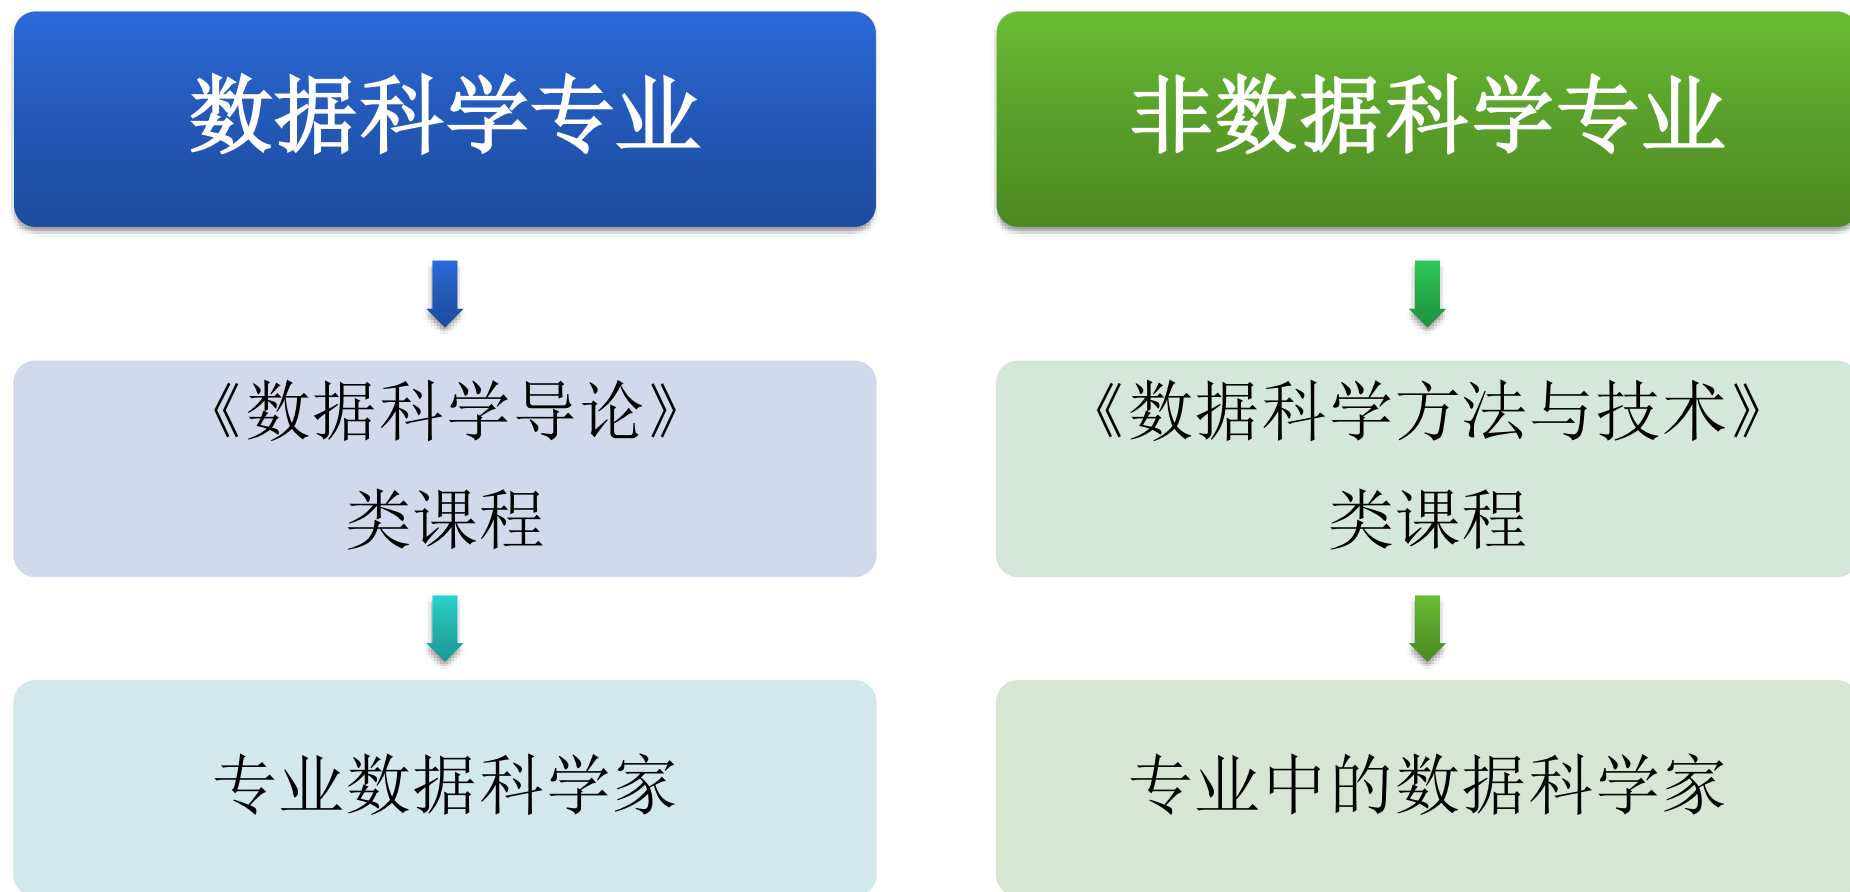 数据科学专业
《数据科学导论》
类课程
专业数据科学家
非数据科学专业
《数据科学方法与技术》
类课程
专业中的数据科学家